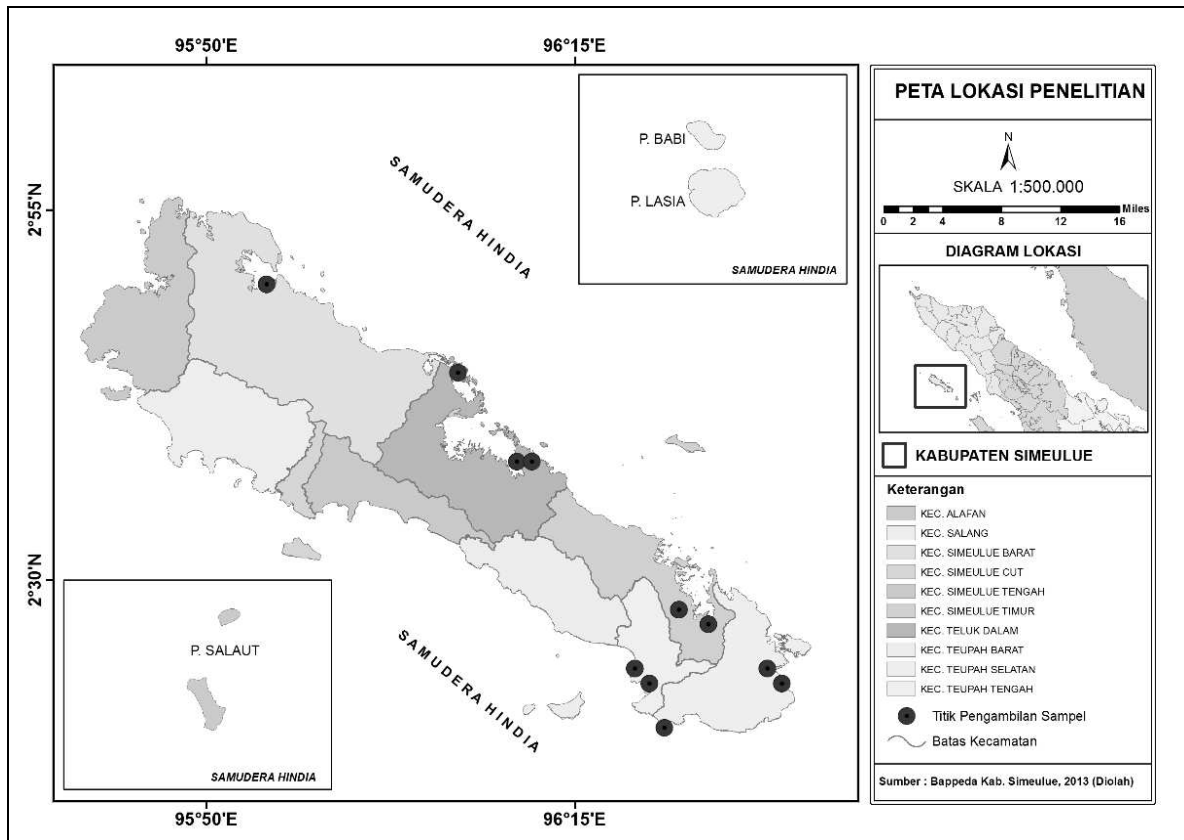 95°50'E
96°15'E
2°55'N
2°30'N
SAMUDERA HINDIA
P. BABI
P. LASIA
SAMUDERA HINDIA
P. SALAUT
SAMUDERA HINDIA
SAMUDERA HINDIA
95°50'E
96°15'E
PETA LOKASI PENELITIAN
N
SKALA 1:500.000
0 2 4 8 12 16 Miles
DIAGRAM LOKASI
KABUPATEN SIMEULUE
Keterangan
KEC. ALAFAN
KEC. SALANG
KEC. SIMEULUE BARAT
KEC. SIMEULUE CUT
KEC. SIMEULUE TENGAH
KEC. SIMEULUE TIMUR
KEC. TELUK DALAM
KEC. TEUPAH BARAT
KEC. TEUPAH SELATAN
KEC. TEUPAH TENGAH
Titik Pengambilan Sampel
Batas Kecamatan
Sumber : Bappeda Kab. Simeulue, 2013 (Diolah)